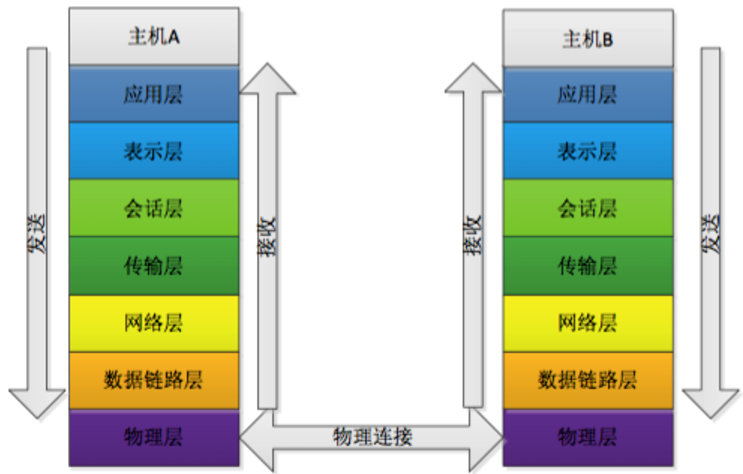 主机A
应用层
表示层
会话层
传输层
网络层
数据链路层
物理层
发送
接收
物理连接
主机B
应用层
表示层
会话层
传输层
网络层
数据链路层
物理层
接收
发送